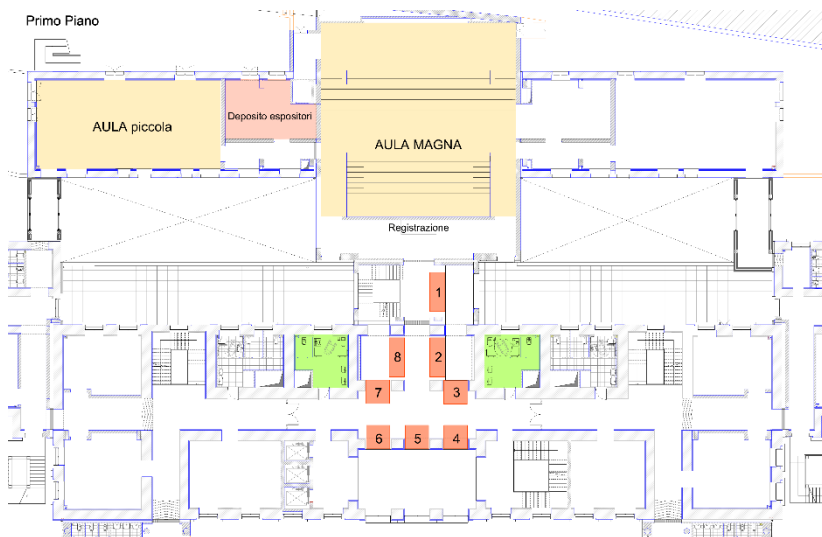 Primo Piano
AULA piccola
Deposito espositori
AULA MAGNA
Registrazione
1
8
2
7
3
6
5
4